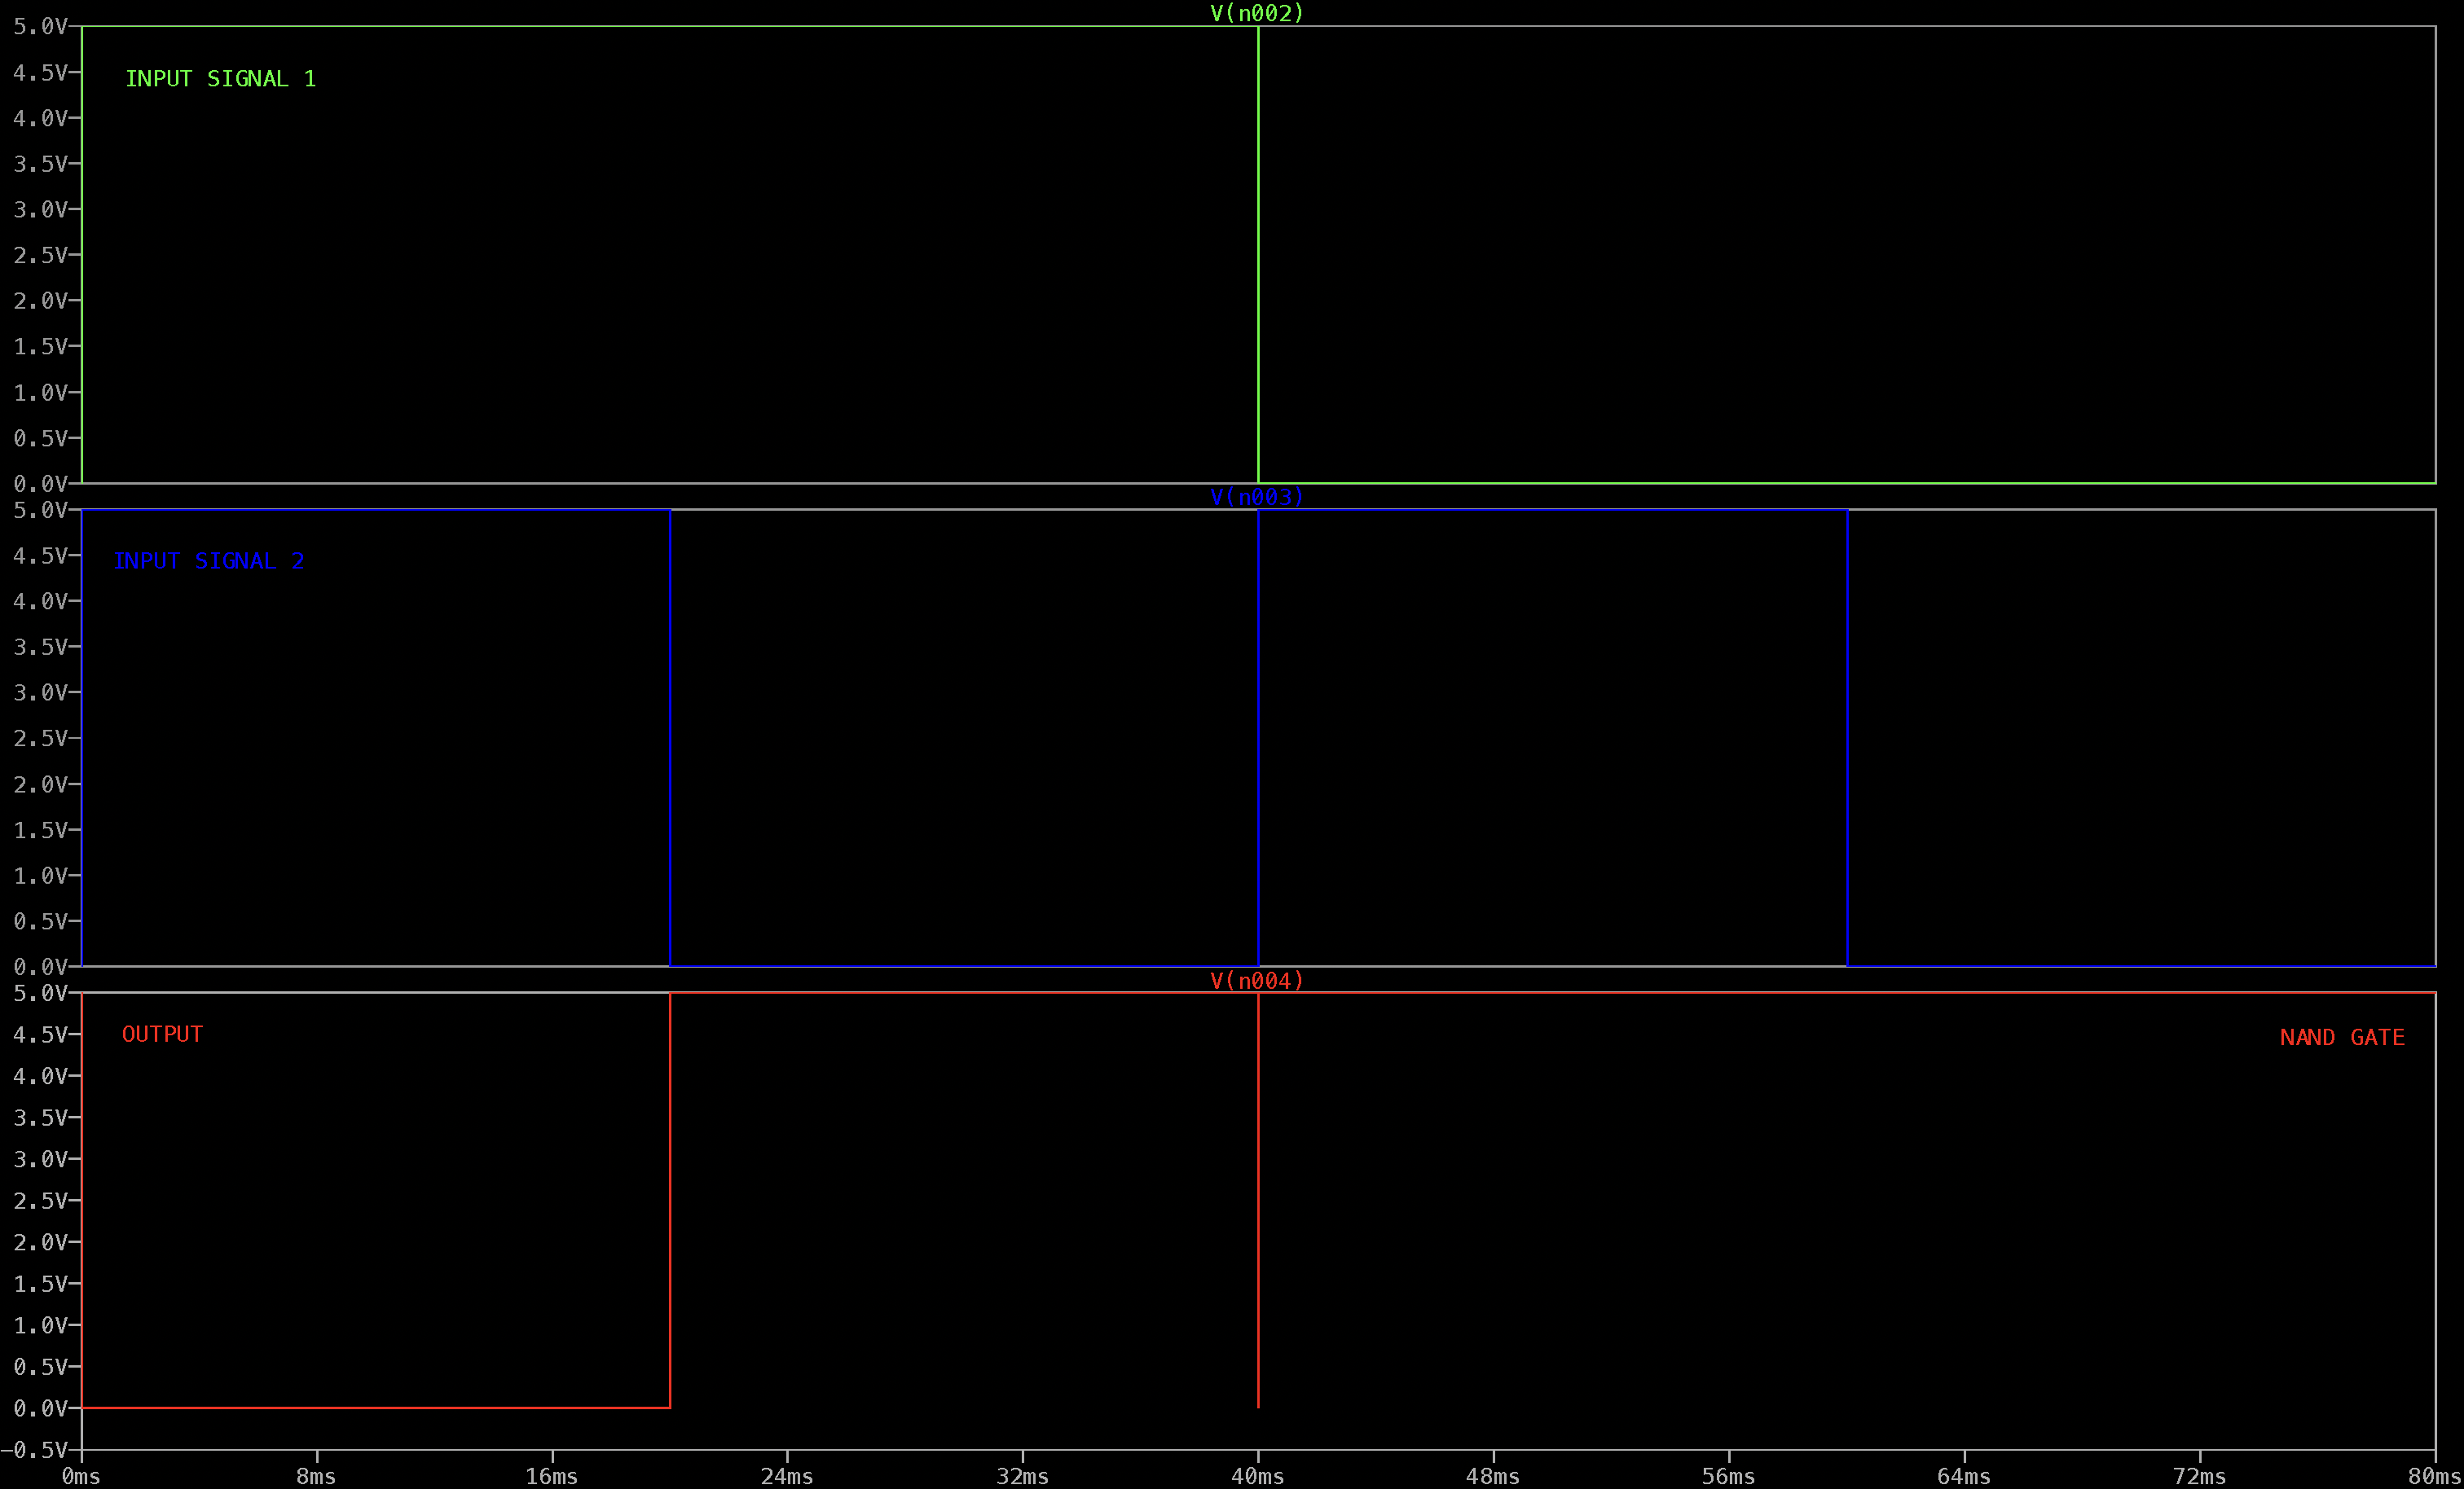 V(n002)
5.0V
INPUT SIGNAL 1
4.5V
4.0V
3.5V
3.0V
2.5V
2.0V
1.5V
1.0V
0.5V
0.0V
V(n003)
5.0V
INPUT SIGNAL 2
4.5V
4.0V
3.5V
3.0V
2.5V
2.0V
1.5V
1.0V
0.5V
0.0V
V(n004)
5.0V
4.5V OUTPUT NAND GATE
4.0V
3.5V
3.0V
2.5V
2.0V
1.5V
1.0V
0.5V
0.0V
-0.5V
0ms 8ms 16ms 24ms 32ms 40ms 48ms 56ms 64ms 72ms 80ms